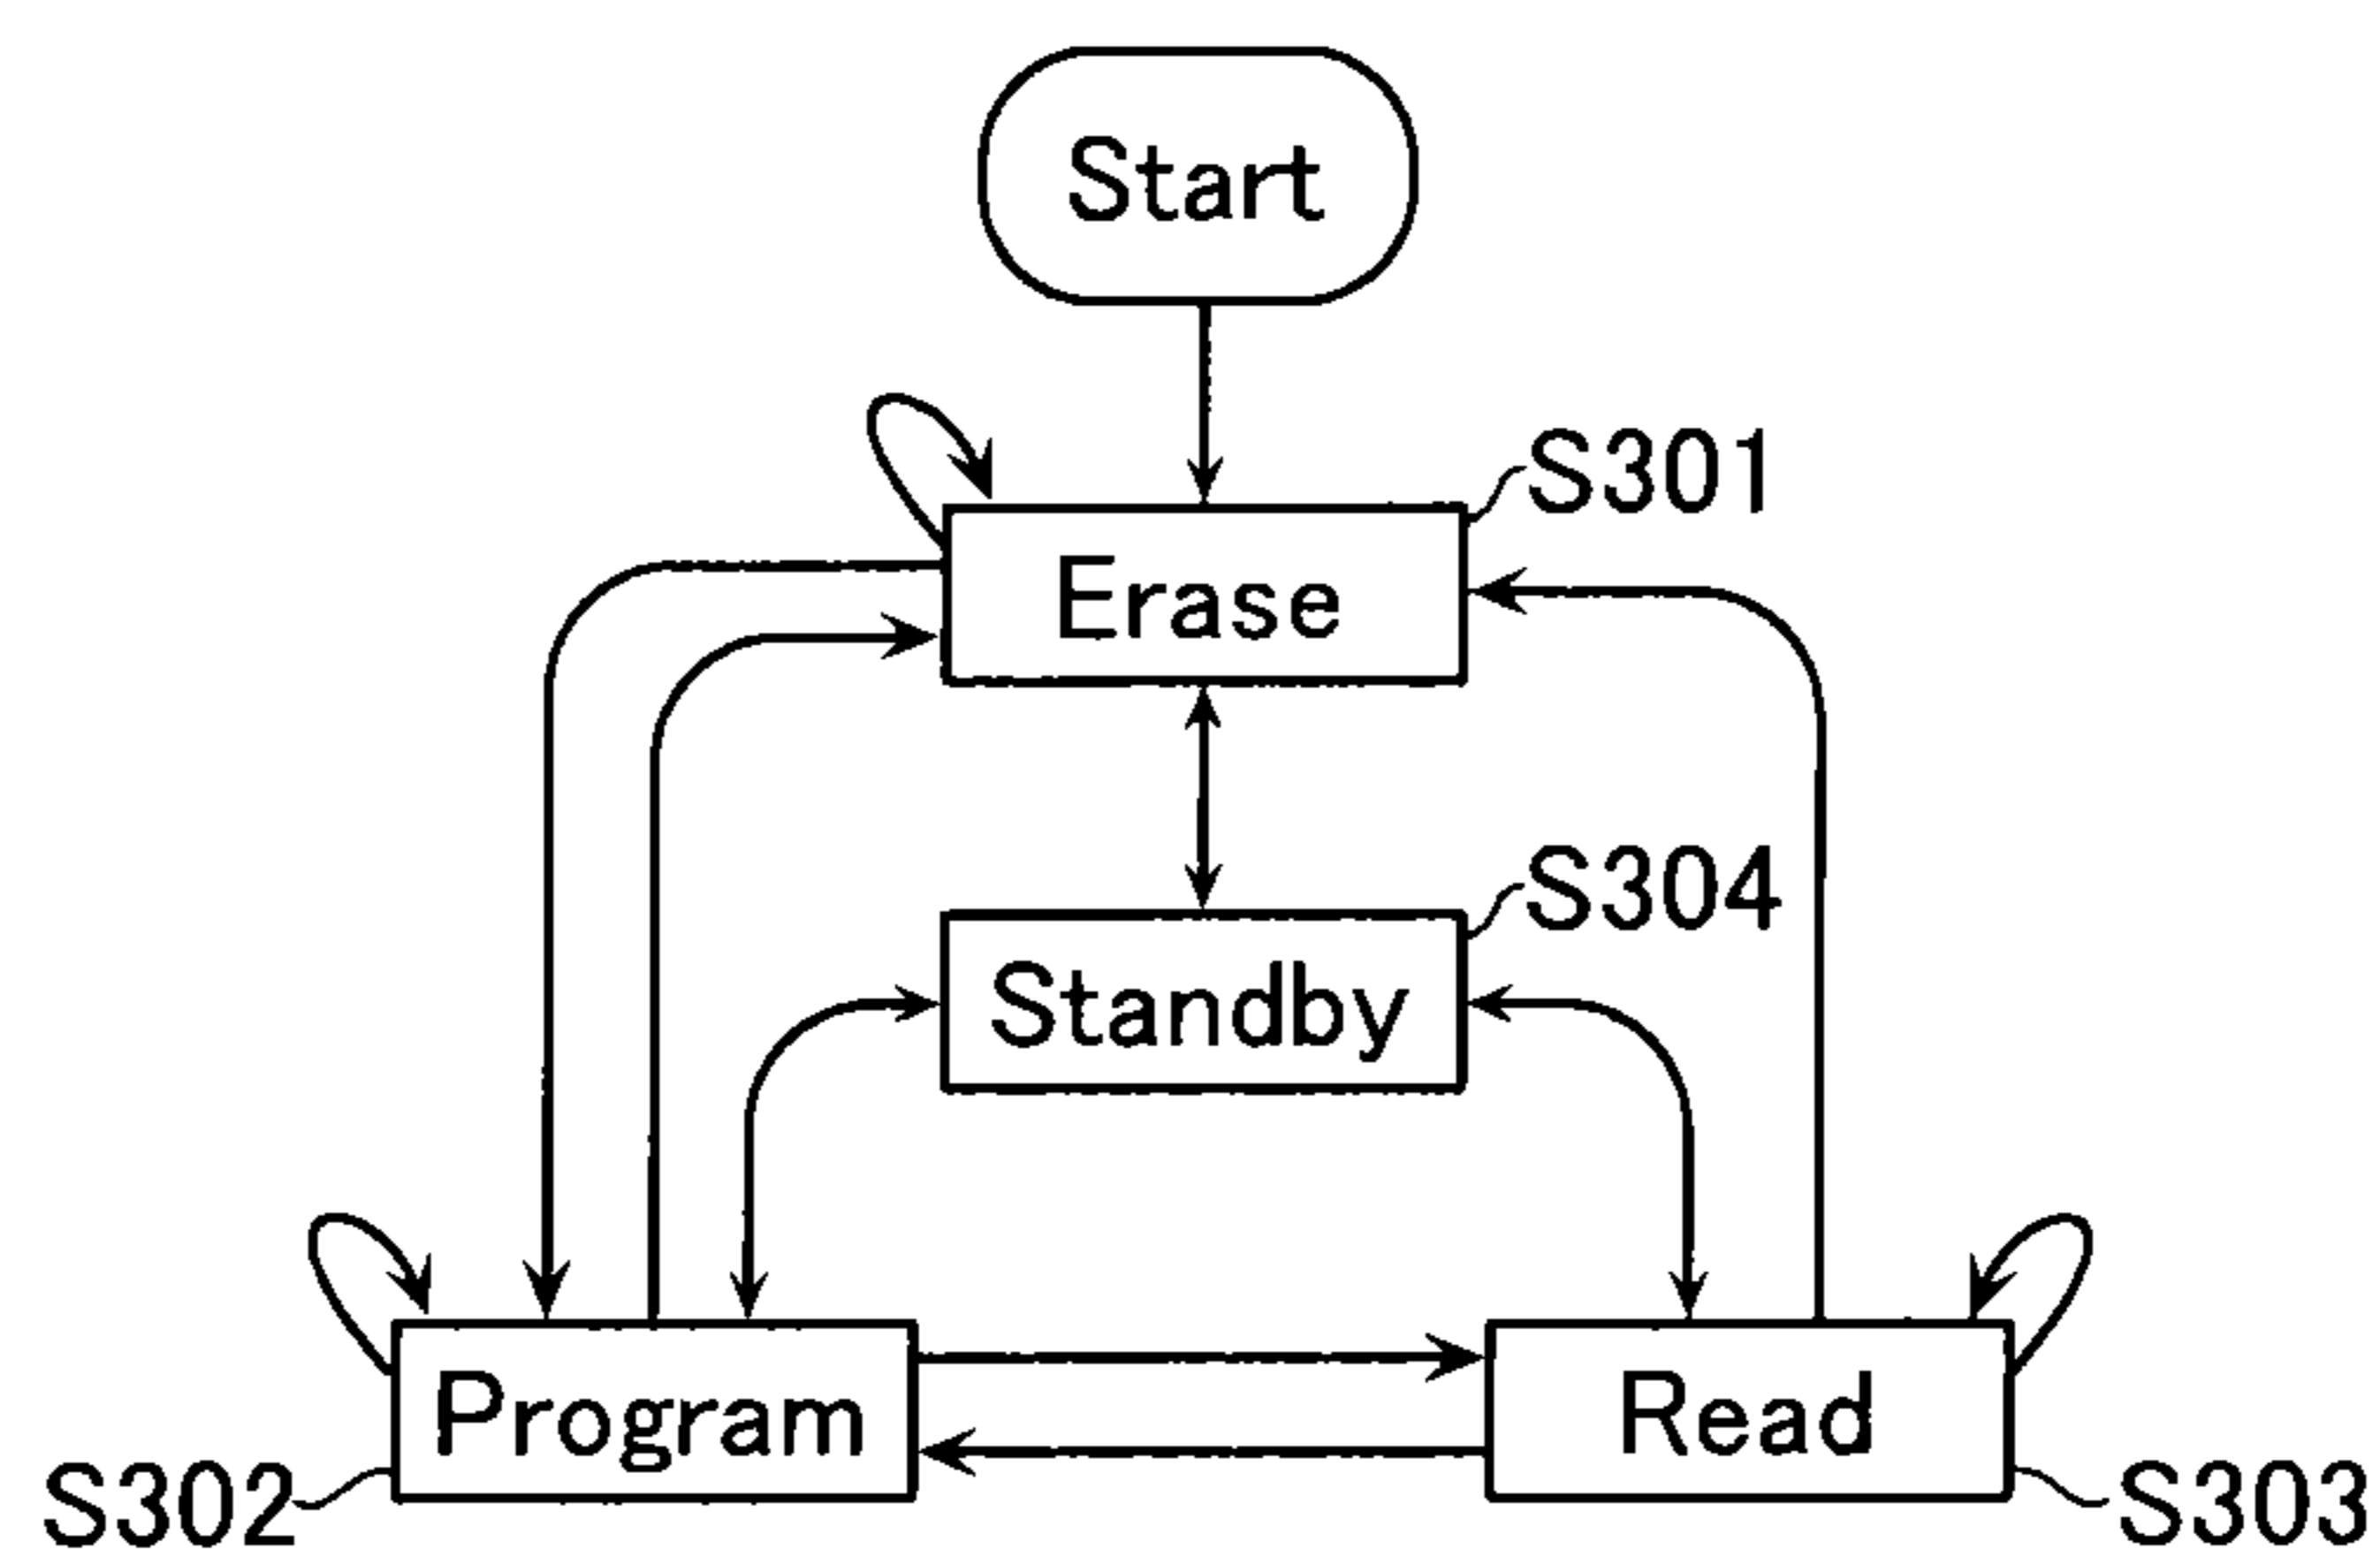 Start
S301
Erase
S304
Standby
Program
Read
S302
S303